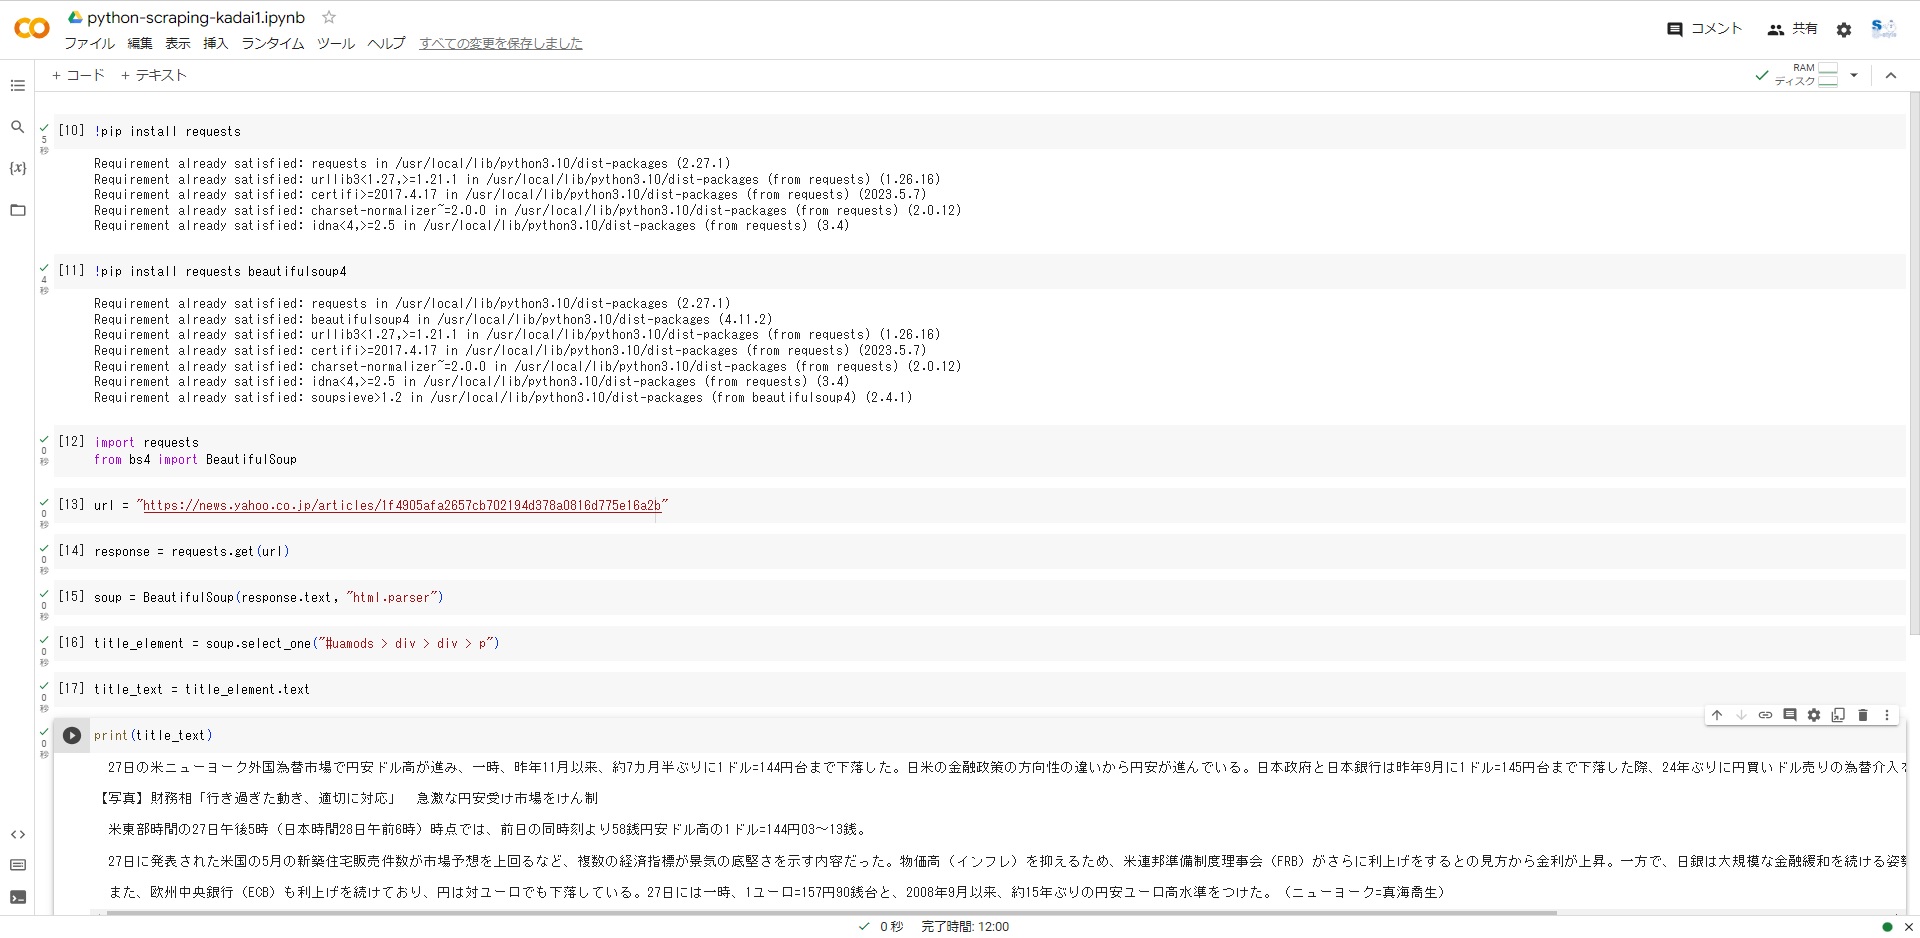 python-scraping-kadai1.ipynb
ファイル 編集 表示 挿入 ランタイム ツール ヘルプ すべての変更を保存しました
コメント 共有
+ コード + テキスト
RAM
ディスク
5
秒
[10] !pip install requests
Requirement already satisfied: requests in /usr/local/lib/python3.10/dist-packages (2.27.1)
Requirement already satisfied: urllib3<1.27,>=1.21.1 in /usr/local/lib/python3.10/dist-packages (from requests) (1.26.16)
Requirement already satisfied: certifi>=2017.4.17 in /usr/local/lib/python3.10/dist-packages (from requests) (2023.5.7)
Requirement already satisfied: charset-normalizer~=2.0.0 in /usr/local/lib/python3.10/dist-packages (from requests) (2.0.12)
Requirement already satisfied: idna<4,>=2.5 in /usr/local/lib/python3.10/dist-packages (from requests) (3.4)
4
秒
[11] !pip install requests beautifulsoup4
Requirement already satisfied: requests in /usr/local/lib/python3.10/dist-packages (2.27.1)
Requirement already satisfied: beautifulsoup4 in /usr/local/lib/python3.10/dist-packages (4.11.2)
Requirement already satisfied: urllib3<1.27,>=1.21.1 in /usr/local/lib/python3.10/dist-packages (from requests) (1.26.16)
Requirement already satisfied: certifi>=2017.4.17 in /usr/local/lib/python3.10/dist-packages (from requests) (2023.5.7)
Requirement already satisfied: charset-normalizer~=2.0.0 in /usr/local/lib/python3.10/dist-packages (from requests) (2.0.12)
Requirement already satisfied: idna<4,>=2.5 in /usr/local/lib/python3.10/dist-packages (from requests) (3.4)
Requirement already satisfied: soupsieve>1.2 in /usr/local/lib/python3.10/dist-packages (from beautifulsoup4) (2.4.1)
0
秒
[12] import requests
from bs4 import BeautifulSoup
0
秒
[13] url = "https://news.yahoo.co.jp/articles/1f4905afa2657cb702194d378a0816d775e16a2b"
0
秒
[14] response = requests.get(url)
0
秒
[15] soup = BeautifulSoup(response.text, "html.parser")
0
秒
[16] title_element = soup.select_one("#uamods > div > div > p")
0
秒
[17] title_text = title_element.text
0
秒
print(title_text)
27日の米ニューヨーク外国為替市場で円安ドル高が進み、一時、昨年11月以来、約7カ月半ぶりに1ドル=144円台まで下落した。日米の金融政策の方向性の違いから円安が進んでいる。日本政府と日本銀行は昨年9月に1ドル=145円台まで下落した際、24年ぶりに円買いドル売りの為替介入を
【写真】財務相「行き過ぎた動き、適切に対応」 急激な円安受け市場をけん制
米東部時間の27日午後5時（日本時間28日午前6時）時点では、前日の同時刻より58銭円安ドル高の1ドル=144円03〜13銭。
27日に発表された米国の5月の新築住宅販売件数が市場予想を上回るなど、複数の経済指標が景気の底堅さを示す内容だった。物価高（インフレ）を抑えるため、米連邦準備制度理事会（FRB）がさらに利上げをするとの見方から金利が上昇。一方で、日銀は大規模な金融緩和を続ける姿勢
また、欧州中央銀行（ECB）も利上げを続けており、円は対ユーロでも下落している。27日には一時、1ユーロ=157円90銭台と、2008年9月以来、約15年ぶりの円安ユーロ高水準をつけた。（ニューヨーク=真海喬生）
0 秒 完了時間: 12:00